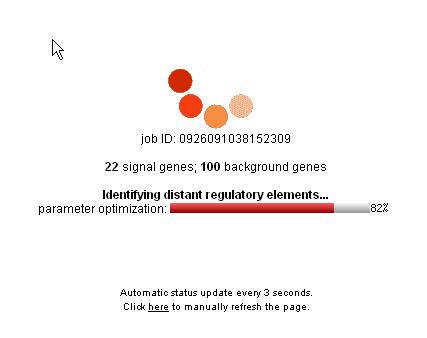 job ID: 0926091038152309
22 signal genes; 100 background genes
Identifying distant regulatory elements...
parameter optimization: 82%
Automatic status update every 3 seconds.
Click here to manually refresh the page.